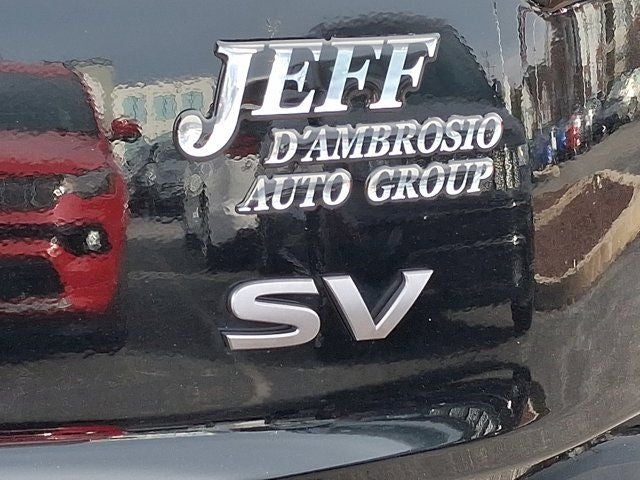 JEFF
D'AMBROSIO
AUTO GROUP
SV